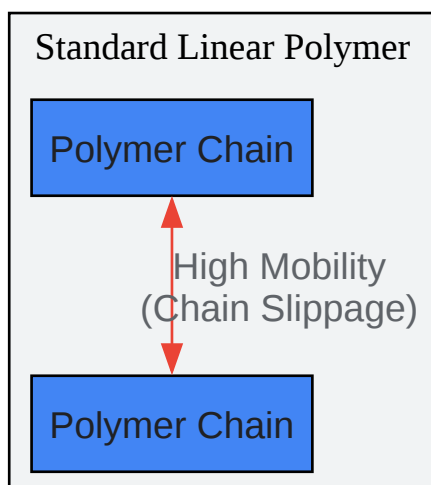 Standard Linear Polymer
Polymer Chain
High Mobility
(Chain Slippage)
Polymer Chain